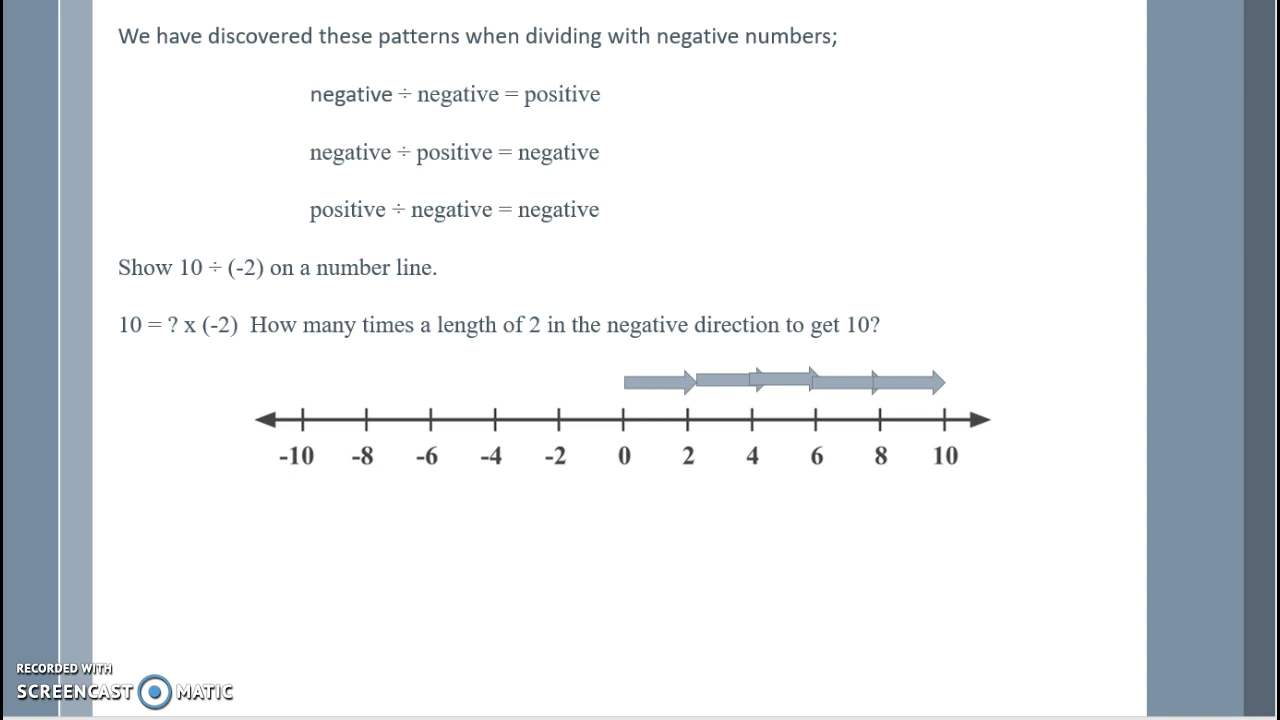 We have discovered these patterns when dividing with negative numbers;
negative ÷ negative = positive
negative ÷ positive = negative
positive ÷ negative = negative
Show 10 ÷ (-2) on a number line.
10 = ? x (-2)  How many times a length of 2 in the negative direction to get 10?
-10 -8 -6 -4 -2 0 2 4 6 8 10
RECORDED WITH
SCREENCAST MATIC